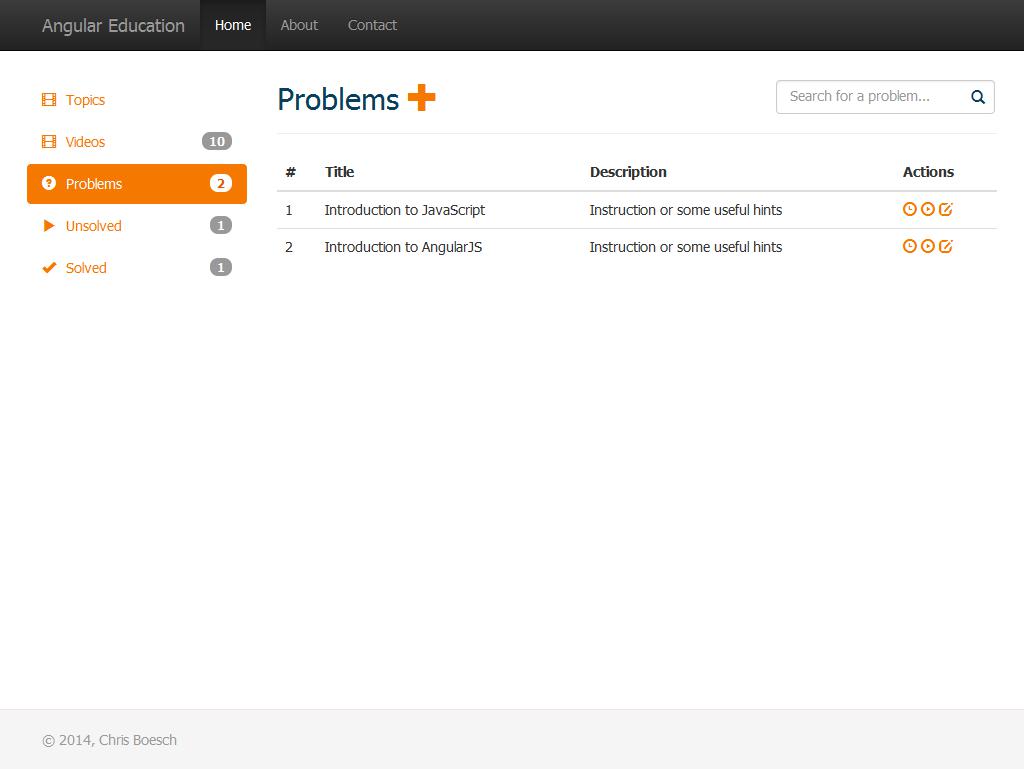 Angular Education Home About Contact
Topics
Videos 10
Problems 2
Unsolved 1
Solved 1
Problems
Search for a problem...
# Title Description Actions
1 Introduction to JavaScript Instruction or some useful hints
2 Introduction to AngularJS Instruction or some useful hints
© 2014, Chris Boesch